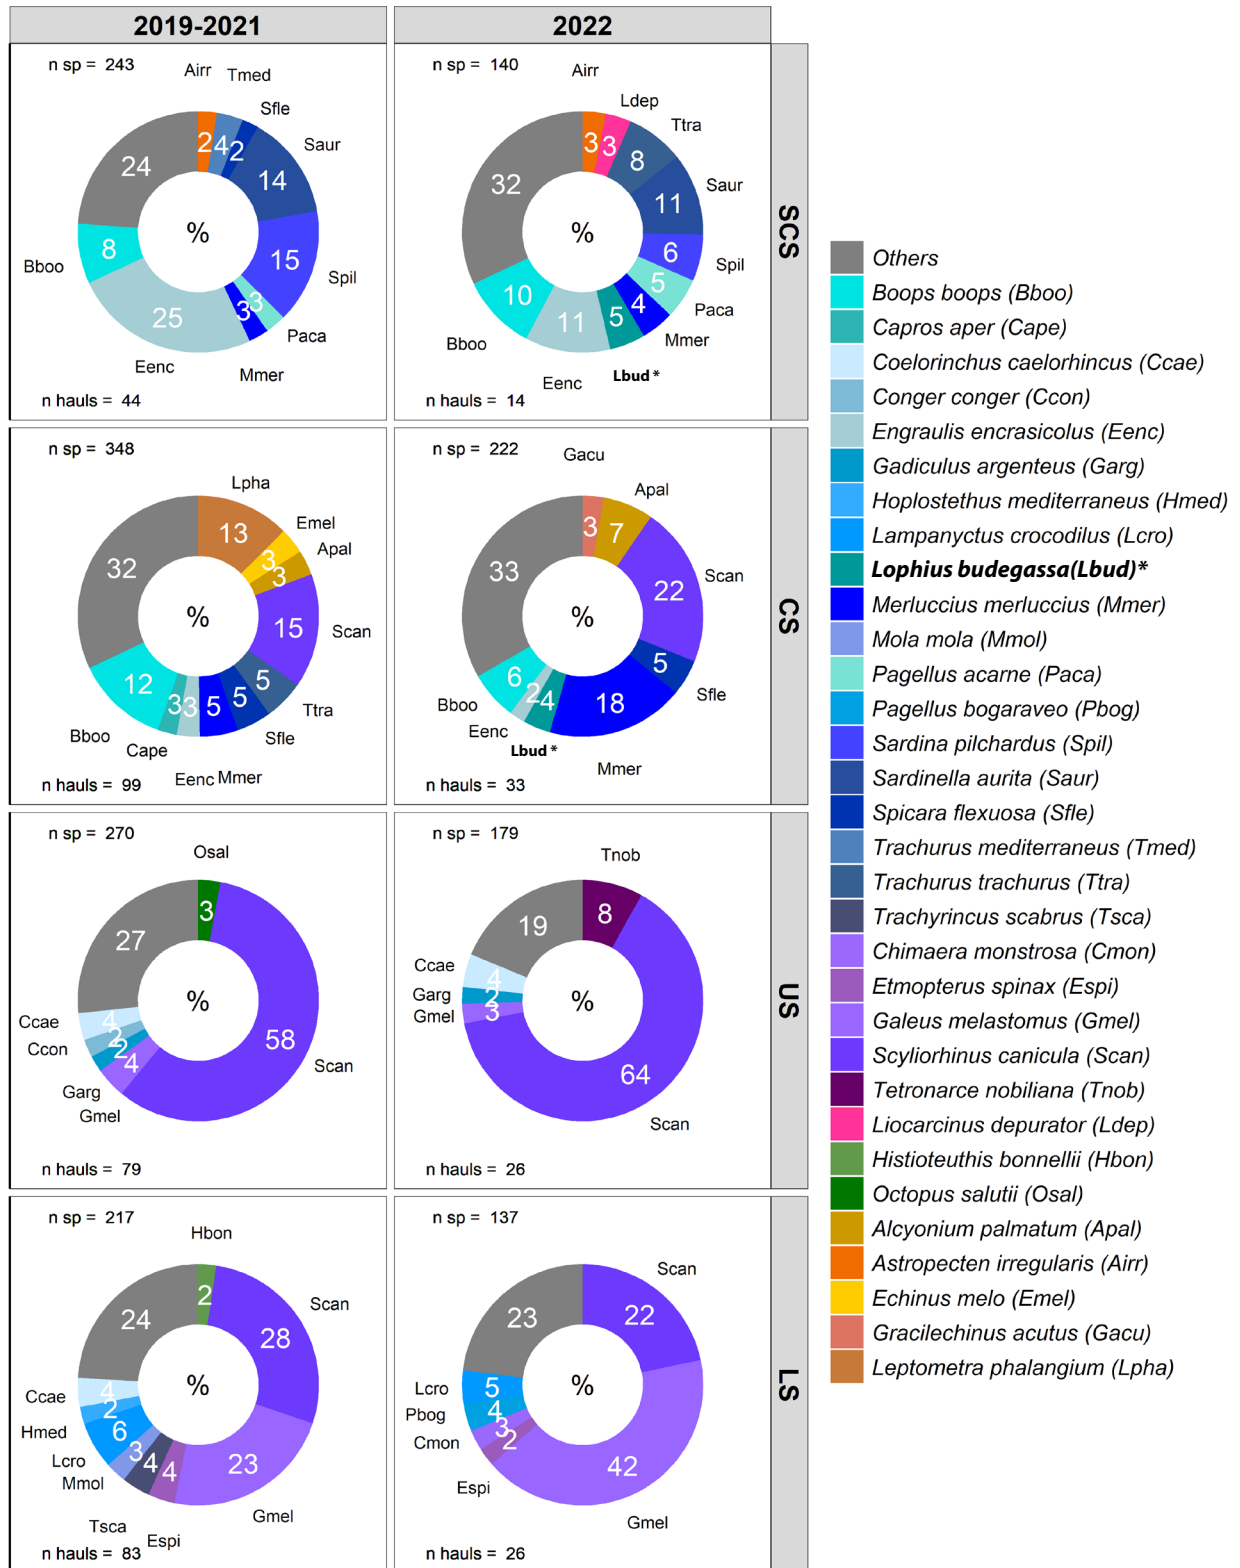 2019-2021
2022
n sp = 243
Airr
Tmed
Sfle
Saur
Spil
Paca
Mmer
Eenc
Bboo
2
4
2
14
15
3
3
25
8
24
%
n hauls = 44
n sp = 140
Airr
Ldep
Ttra
Saur
Spil
Paca
Mmer
Lbud *
Eenc
Bboo
3
3
8
11
6
5
4
5
11
10
32
%
n hauls = 14
SCS
n sp = 348
Lpha
Emel
Apal
Scan
Ttra
Sfle
Mmer
Eenc
Cape
Bboo
13
3
3
15
5
5
5
3
3
12
32
%
n hauls = 99
n sp = 222
Gacu
Apal
Scan
Sfle
Mmer
Lbud *
Eenc
Bboo
3
7
22
5
18
4
2
6
33
%
n hauls = 33
CS
n sp = 270
Osal
Scan
Gmel
Garg
Ccon
Ccae
3
58
4
2
2
4
27
%
n hauls = 79
n sp = 179
Tnob
Scan
Gmel
Garg
Ccae
8
64
3
2
4
19
%
n hauls = 26
US
n sp = 217
Hbon
Scan
Gmel
Espi
Tsca
Mmol
Lcro
Hmed
Ccae
2
28
23
4
4
3
6
2
4
24
%
n hauls = 83
n sp = 137
Scan
Gmel
Espi
Cmon
Pbog
Lcro
22
42
2
3
4
5
23
%
n hauls = 26
LS
Others
Boops boops (Bboo)
Capros aper (Cape)
Coelorinchus caelorhincus (Ccae)
Conger conger (Ccon)
Engraulis encrasicolus (Eenc)
Gadiculus argenteus (Garg)
Hoplostethus mediterraneus (Hmed)
Lampanyctus crocodilus (Lcro)
Lophius budegassa(Lbud)*
Merluccius merluccius (Mmer)
Mola mola (Mmol)
Pagellus acarne (Paca)
Pagellus bogaraveo (Pbog)
Sardina pilchardus (Spil)
Sardinella aurita (Saur)
Spicara flexuosa (Sfle)
Trachurus mediterraneus (Tmed)
Trachurus trachurus (Ttra)
Trachyrincus scabrus (Tsca)
Chimaera monstrosa (Cmon)
Etmopterus spinax (Espi)
Galeus melastomus (Gmel)
Scyliorhinus canicula (Scan)
Tetronarce nobiliana (Tnob)
Liocarcinus depurator (Ldep)
Histioteuthis bonnellii (Hbon)
Octopus salutii (Osal)
Alcyonium palmatum (Apal)
Astropecten irregularis (Airr)
Echinus melo (Emel)
Gracilechinus acutus (Gacu)
Leptometra phalangium (Lpha)